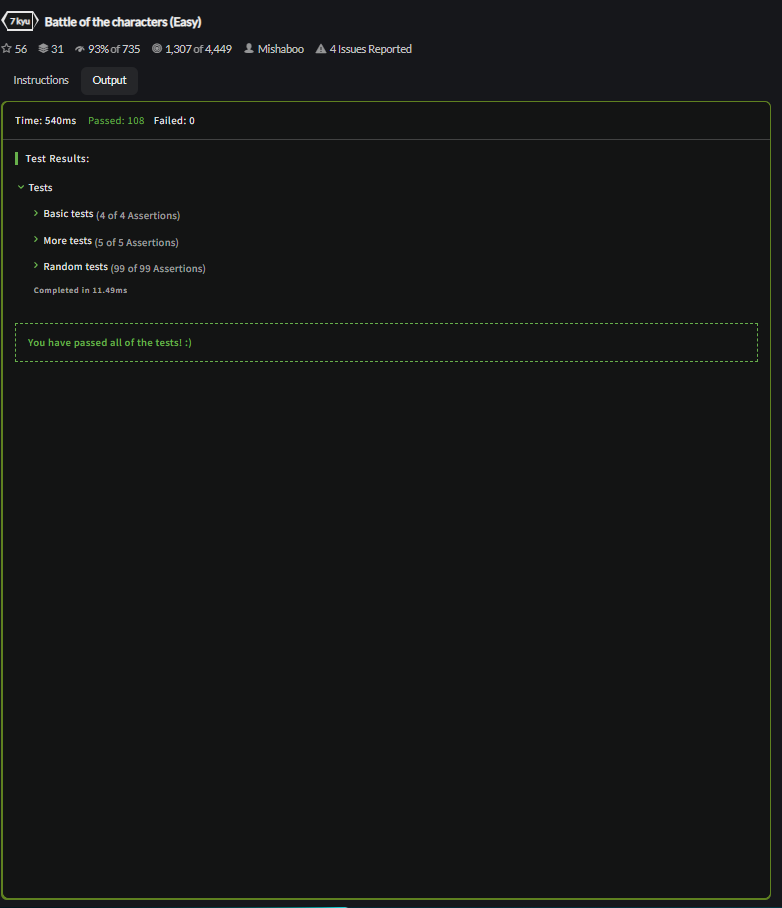 7 kyu Battle of the characters (Easy)
56 31 93% of 735 1,307 of 4,449 Mishaboo 4 Issues Reported
Instructions Output
Time: 540ms Passed: 108 Failed: 0
Test Results:
Tests
Basic tests (4 of 4 Assertions)
More tests (5 of 5 Assertions)
Random tests (99 of 99 Assertions)
Completed in 11.49ms
You have passed all of the tests! :)